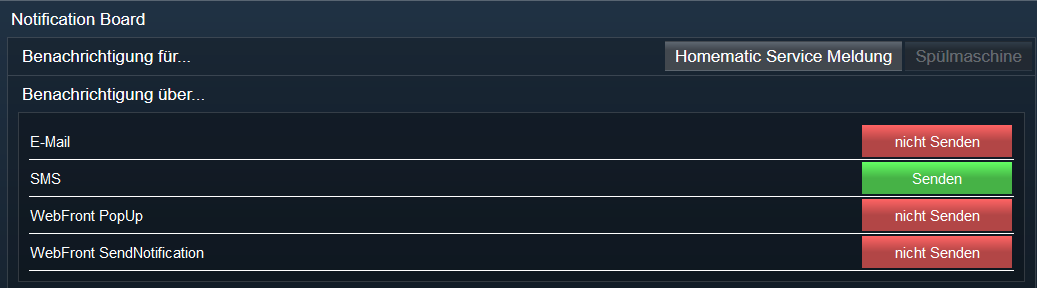 Notification Board
Benachrichtigung für... Homematic Service Meldung Spülmaschine
Benachrichtigung über...
E-Mail nicht Senden
SMS Senden
WebFront PopUp nicht Senden
WebFront SendNotification nicht Senden